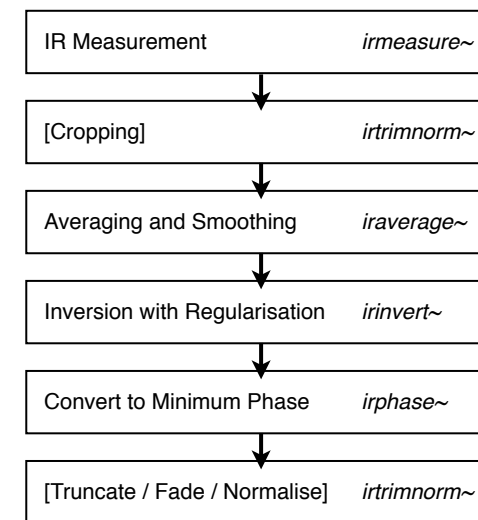 IR Measurement irmeasure~
[Cropping] irtrimnorm~
Averaging and Smoothing iraverage~
Inversion with Regularisation irinvert~
Convert to Minimum Phase irphase~
[Truncate / Fade / Normalise] irtrimnorm~